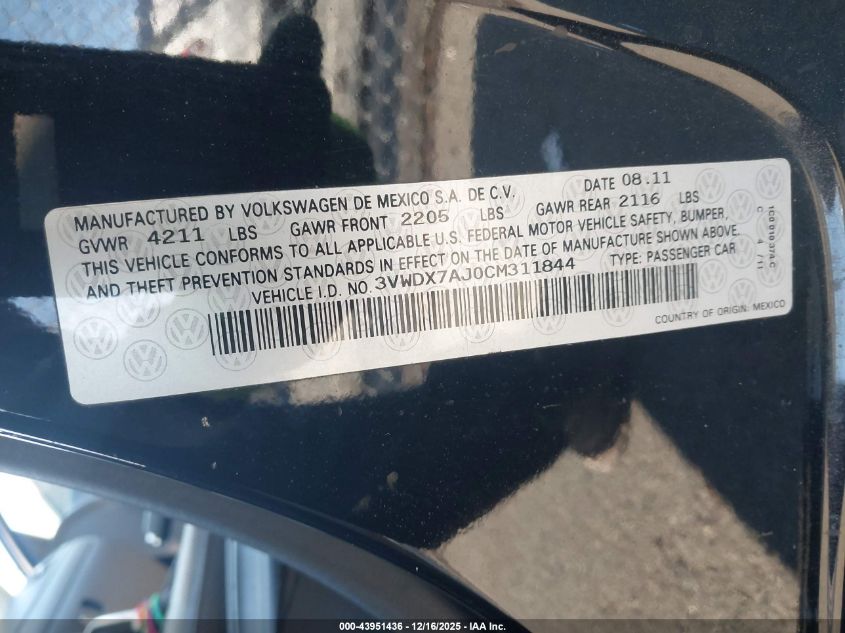 MANUFACTURED BY VOLKSWAGEN DE MEXICO S.A. DE C.V. DATE 08.11
GVWR 4211 LBS GAWR FRONT 2205 LBS GAWR REAR 2116 LBS
THIS VEHICLE CONFORMS TO ALL APPLICABLE U.S. FEDERAL MOTOR VEHICLE SAFETY, BUMPER,
AND THEFT PREVENTION STANDARDS IN EFFECT ON THE DATE OF MANUFACTURE SHOWN ABOVE.
VEHICLE I.D. NO. 3VWDX7AJ0CM311844 TYPE: PASSENGER CAR
COUNTRY OF ORIGIN: MEXICO
000-43951436 - 12/16/2025 - IAA Inc.